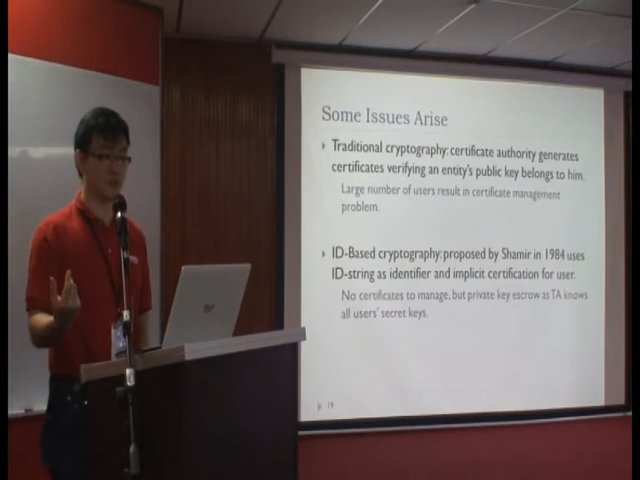 Some Issues Arise
Traditional cryptography: certificate authority generates
certificates verifying an entity's public key belongs to him.
Large number of users result in certificate management
problem.
ID-Based cryptography: proposed by Shamir in 1984 uses
ID-string as identifier and implicit certification for user.
No certificates to manage, but private key escrow as TA knows
all users' secret keys.